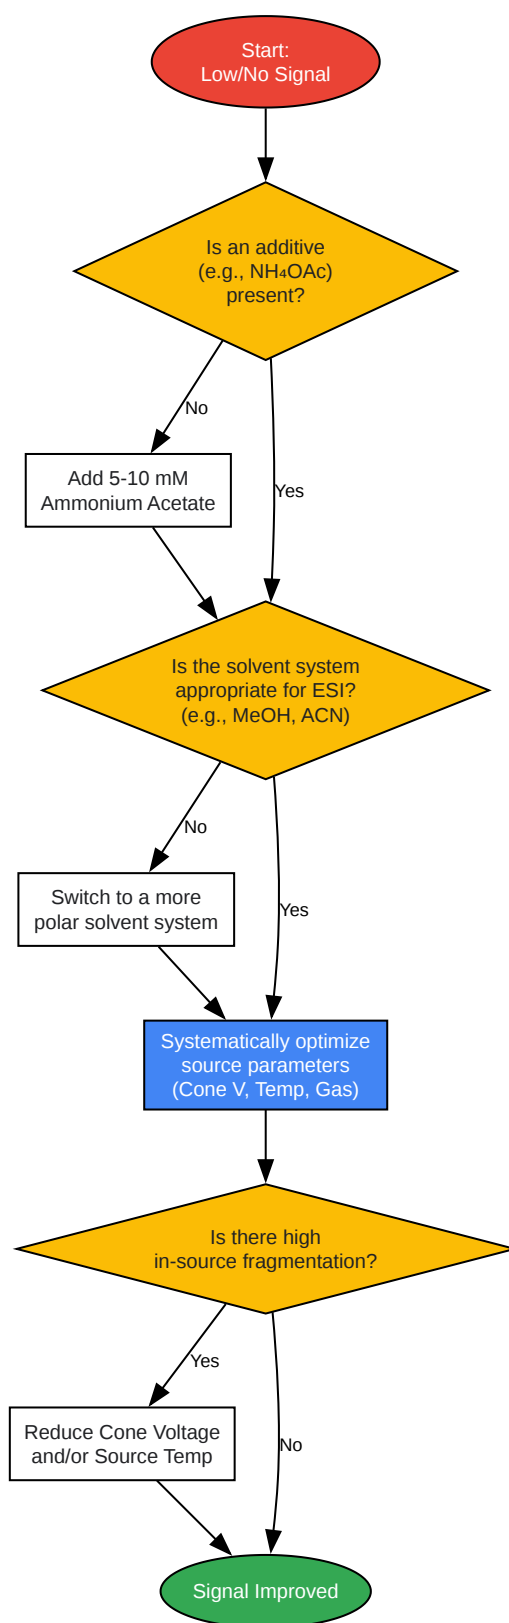 Start:
Low/No Signal
Is an additive
(e.g., NH₄OAc)
present?
No
Add 5-10 mM
Ammonium Acetate
Yes
Is the solvent system
appropriate for ESI?
(e.g., MeOH, ACN)
No
Switch to a more
polar solvent system
Yes
Systematically optimize
source parameters
(Cone V, Temp, Gas)
Is there high
in-source fragmentation?
Yes
Reduce Cone Voltage
and/or Source Temp
No
Signal Improved